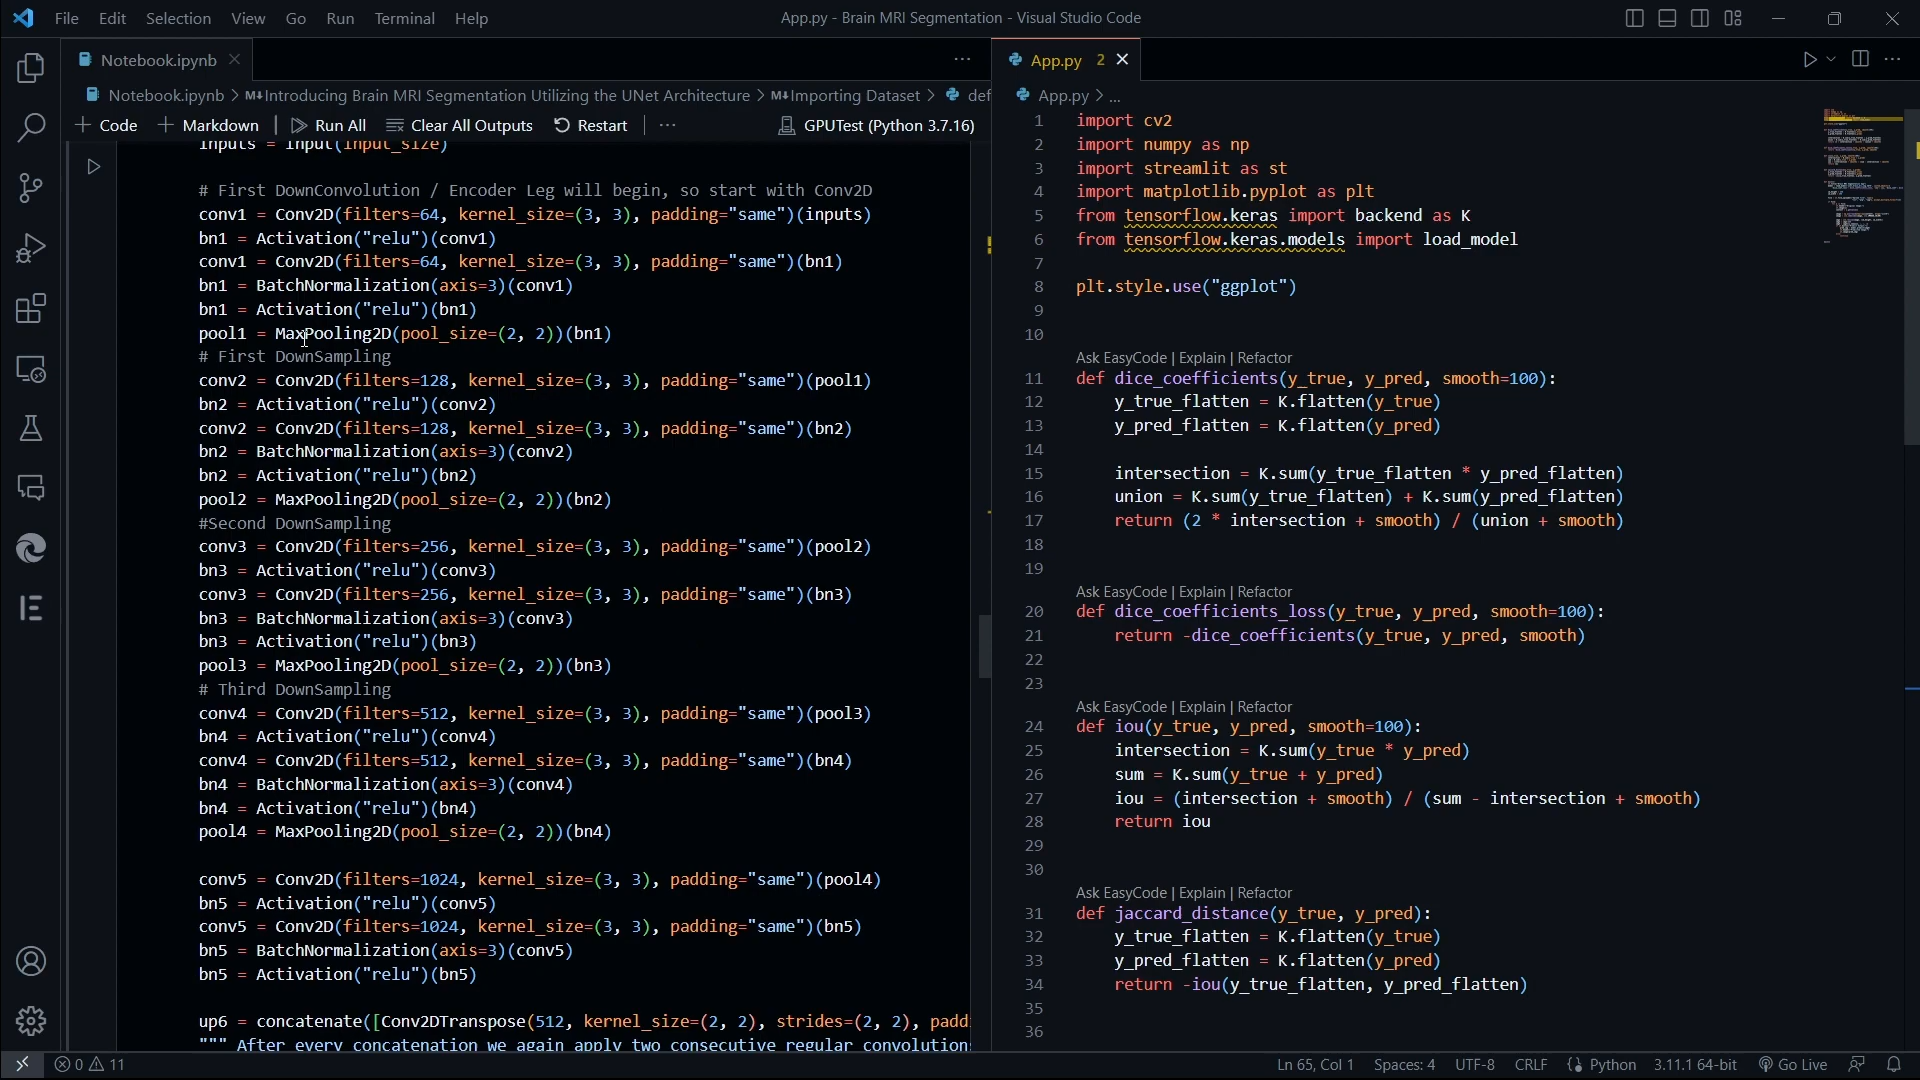 File Edit Selection View Go Run Terminal Help
App.py - Brain MRI Segmentation - Visual Studio Code
Notebook.ipynb
Notebook.ipynb > M↓Introducing Brain MRI Segmentation Utilizing the UNet Architecture > M↓Importing Dataset > def
+ Code + Markdown Run All Clear All Outputs Restart ... GPUTest (Python 3.7.16)
inputs = Input(input_size)
# First DownConvolution / Encoder Leg will begin, so start with Conv2D
conv1 = Conv2D(filters=64, kernel_size=(3, 3), padding="same")(inputs)
bn1 = Activation("relu")(conv1)
conv1 = Conv2D(filters=64, kernel_size=(3, 3), padding="same")(bn1)
bn1 = BatchNormalization(axis=3)(conv1)
bn1 = Activation("relu")(bn1)
pool1 = MaxPooling2D(pool_size=(2, 2))(bn1)
# First DownSampling
conv2 = Conv2D(filters=128, kernel_size=(3, 3), padding="same")(pool1)
bn2 = Activation("relu")(conv2)
conv2 = Conv2D(filters=128, kernel_size=(3, 3), padding="same")(bn2)
bn2 = BatchNormalization(axis=3)(conv2)
bn2 = Activation("relu")(bn2)
pool2 = MaxPooling2D(pool_size=(2, 2))(bn2)
#Second DownSampling
conv3 = Conv2D(filters=256, kernel_size=(3, 3), padding="same")(pool2)
bn3 = Activation("relu")(conv3)
conv3 = Conv2D(filters=256, kernel_size=(3, 3), padding="same")(bn3)
bn3 = BatchNormalization(axis=3)(conv3)
bn3 = Activation("relu")(bn3)
pool3 = MaxPooling2D(pool_size=(2, 2))(bn3)
# Third DownSampling
conv4 = Conv2D(filters=512, kernel_size=(3, 3), padding="same")(pool3)
bn4 = Activation("relu")(conv4)
conv4 = Conv2D(filters=512, kernel_size=(3, 3), padding="same")(bn4)
bn4 = BatchNormalization(axis=3)(conv4)
bn4 = Activation("relu")(bn4)
pool4 = MaxPooling2D(pool_size=(2, 2))(bn4)
conv5 = Conv2D(filters=1024, kernel_size=(3, 3), padding="same")(pool4)
bn5 = Activation("relu")(conv5)
conv5 = Conv2D(filters=1024, kernel_size=(3, 3), padding="same")(bn5)
bn5 = BatchNormalization(axis=3)(conv5)
bn5 = Activation("relu")(bn5)
up6 = concatenate([Conv2DTranspose(512, kernel_size=(2, 2), strides=(2, 2), padd
""" After every concatenation we again apply two consecutive regular convolution
App.py 2
App.py > ...
1 import cv2
2 import numpy as np
3 import streamlit as st
4 import matplotlib.pyplot as plt
5 from tensorflow.keras import backend as K
6 from tensorflow.keras.models import load_model
7
8 plt.style.use("ggplot")
9
10
Ask EasyCode | Explain | Refactor
11 def dice_coefficients(y_true, y_pred, smooth=100):
12 y_true_flatten = K.flatten(y_true)
13 y_pred_flatten = K.flatten(y_pred)
14
15 intersection = K.sum(y_true_flatten * y_pred_flatten)
16 union = K.sum(y_true_flatten) + K.sum(y_pred_flatten)
17 return (2 * intersection + smooth) / (union + smooth)
18
19
Ask EasyCode | Explain | Refactor
20 def dice_coefficients_loss(y_true, y_pred, smooth=100):
21 return -dice_coefficients(y_true, y_pred, smooth)
22
23
Ask EasyCode | Explain | Refactor
24 def iou(y_true, y_pred, smooth=100):
25 intersection = K.sum(y_true * y_pred)
26 sum = K.sum(y_true + y_pred)
27 iou = (intersection + smooth) / (sum - intersection + smooth)
28 return iou
29
30
Ask EasyCode | Explain | Refactor
31 def jaccard_distance(y_true, y_pred):
32 y_true_flatten = K.flatten(y_true)
33 y_pred_flatten = K.flatten(y_pred)
34 return -iou(y_true_flatten, y_pred_flatten)
35
36
0 11
Ln 65, Col 1 Spaces: 4 UTF-8 CRLF Python 3.11.1 64-bit Go Live